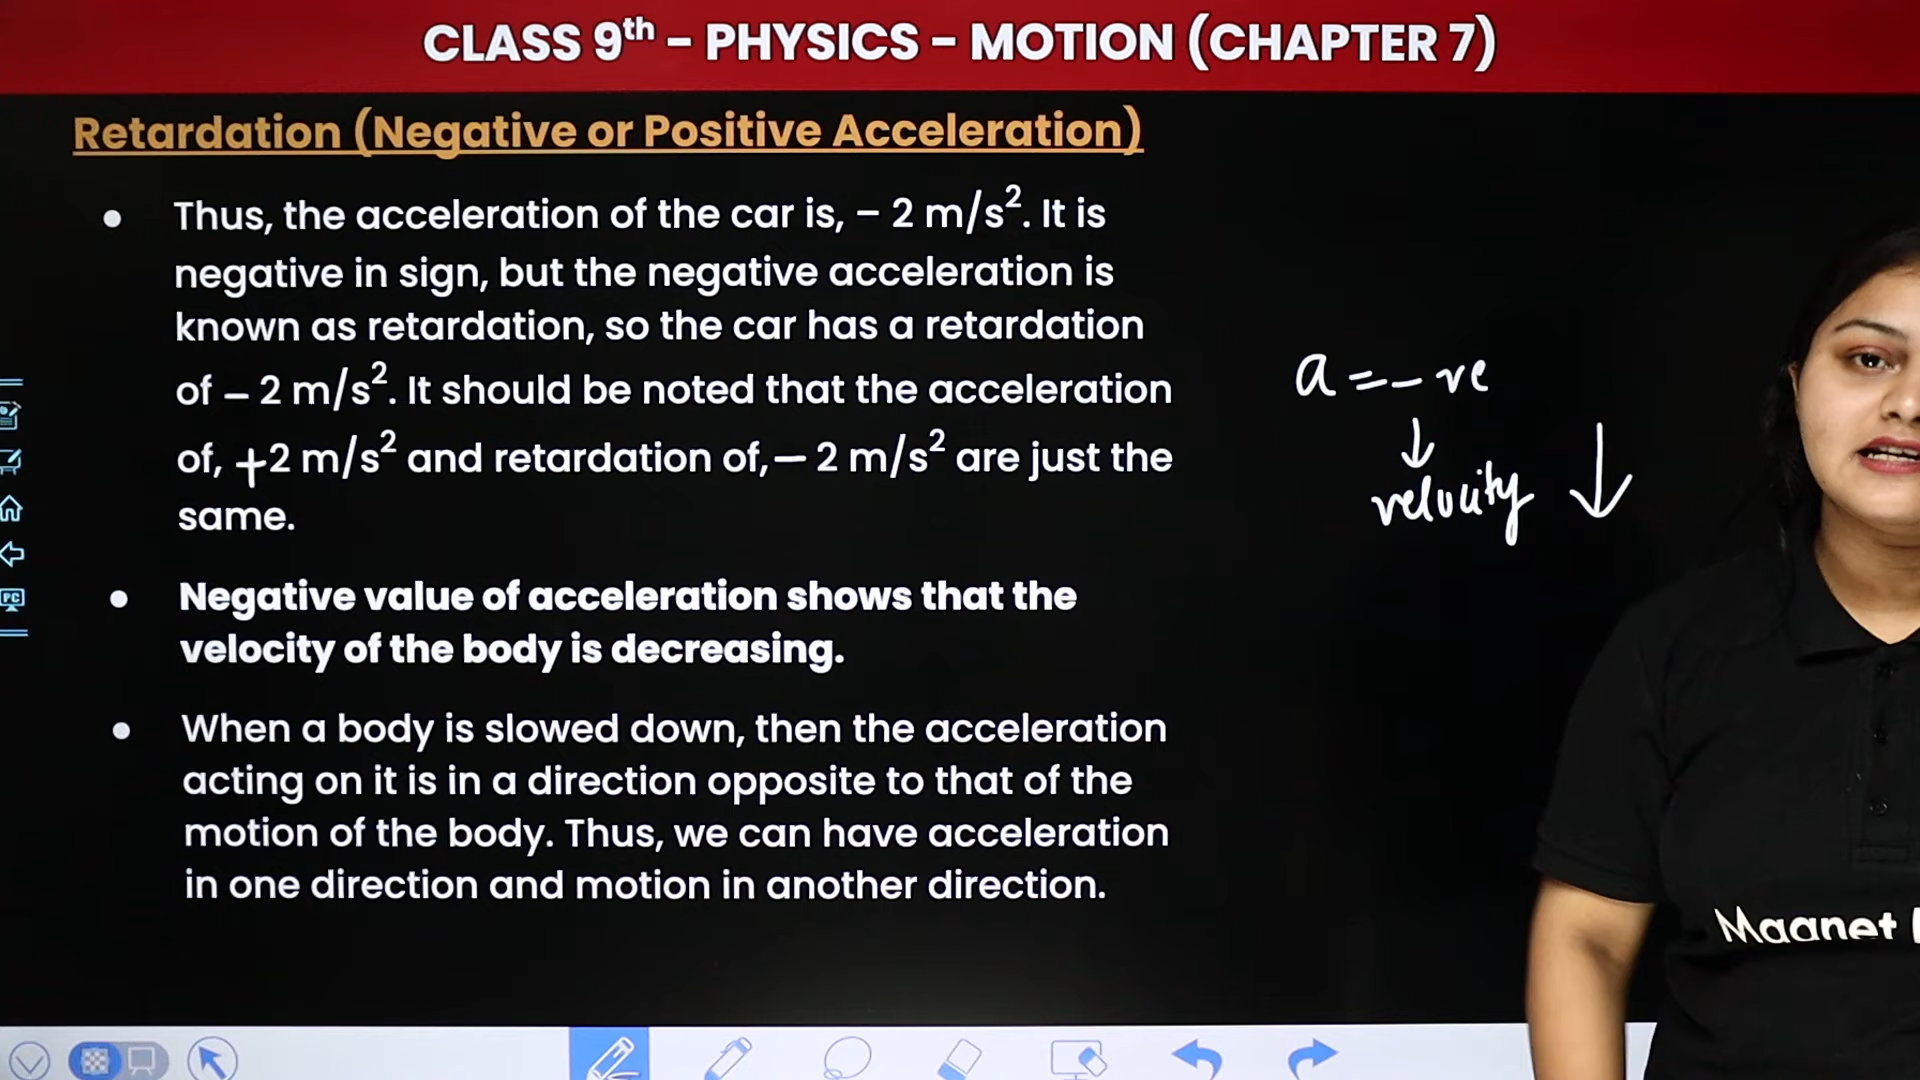 CLASS 9th – PHYSICS – MOTION (CHAPTER 7)
Retardation (Negative or Positive Acceleration)
• Thus, the acceleration of the car is, – 2 m/s². It is
negative in sign, but the negative acceleration is
known as retardation, so the car has a retardation
of – 2 m/s². It should be noted that the acceleration
of, +2 m/s² and retardation of, – 2 m/s² are just the
same.
• Negative value of acceleration shows that the
velocity of the body is decreasing.
• When a body is slowed down, then the acceleration
acting on it is in a direction opposite to that of the
motion of the body. Thus, we can have acceleration
in one direction and motion in another direction.
a = – ve
↓
velocity ↓
Maanet
PC